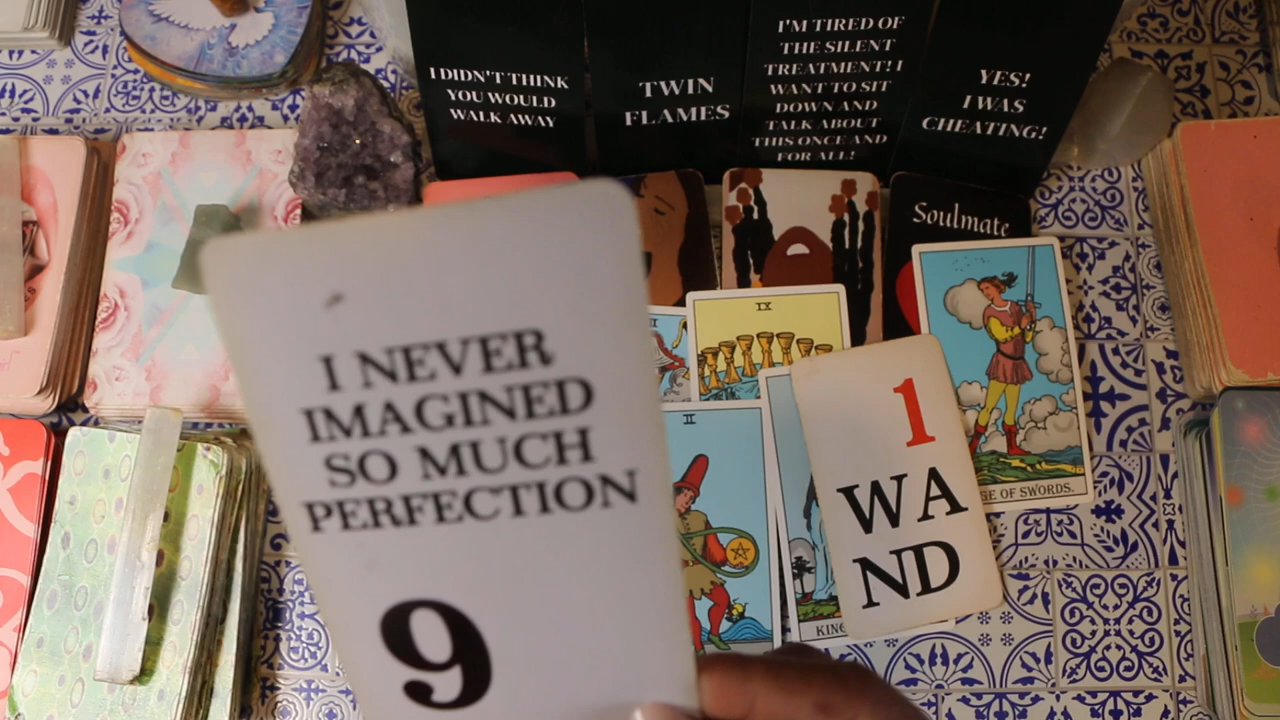 I DIDN'T THINK
YOU WOULD
WALK AWAY
TWIN
FLAMES
I'M TIRED OF
THE SILENT
TREATMENT! I
WANT TO SIT
DOWN AND
TALK ABOUT
THIS ONCE AND
FOR ALL!
YES!
I WAS
CHEATING!
Soulmate
IX
II
GE OF SWORDS.
KING
1
WA
ND
I NEVER
IMAGINED
SO MUCH
PERFECTION
9